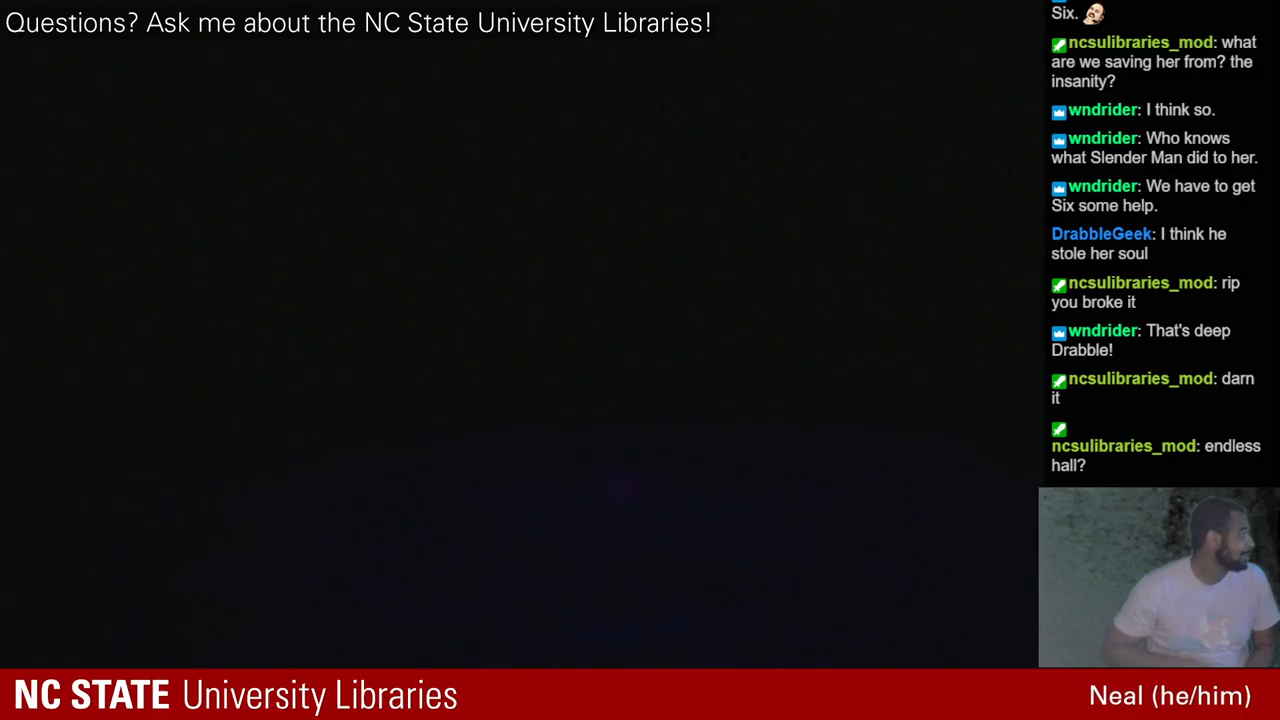 Questions? Ask me about the NC State University Libraries!
Six.
ncsulibraries_mod: what
are we saving her from? the
insanity?
wndrider: I think so.
wndrider: Who knows
what Slender Man did to her.
wndrider: We have to get
Six some help.
DrabbleGeek: I think he
stole her soul
ncsulibraries_mod: rip
you broke it
wndrider: That's deep
Drabble!
ncsulibraries_mod: darn
it
ncsulibraries_mod: endless
hall?
NC STATE University Libraries
Neal (he/him)